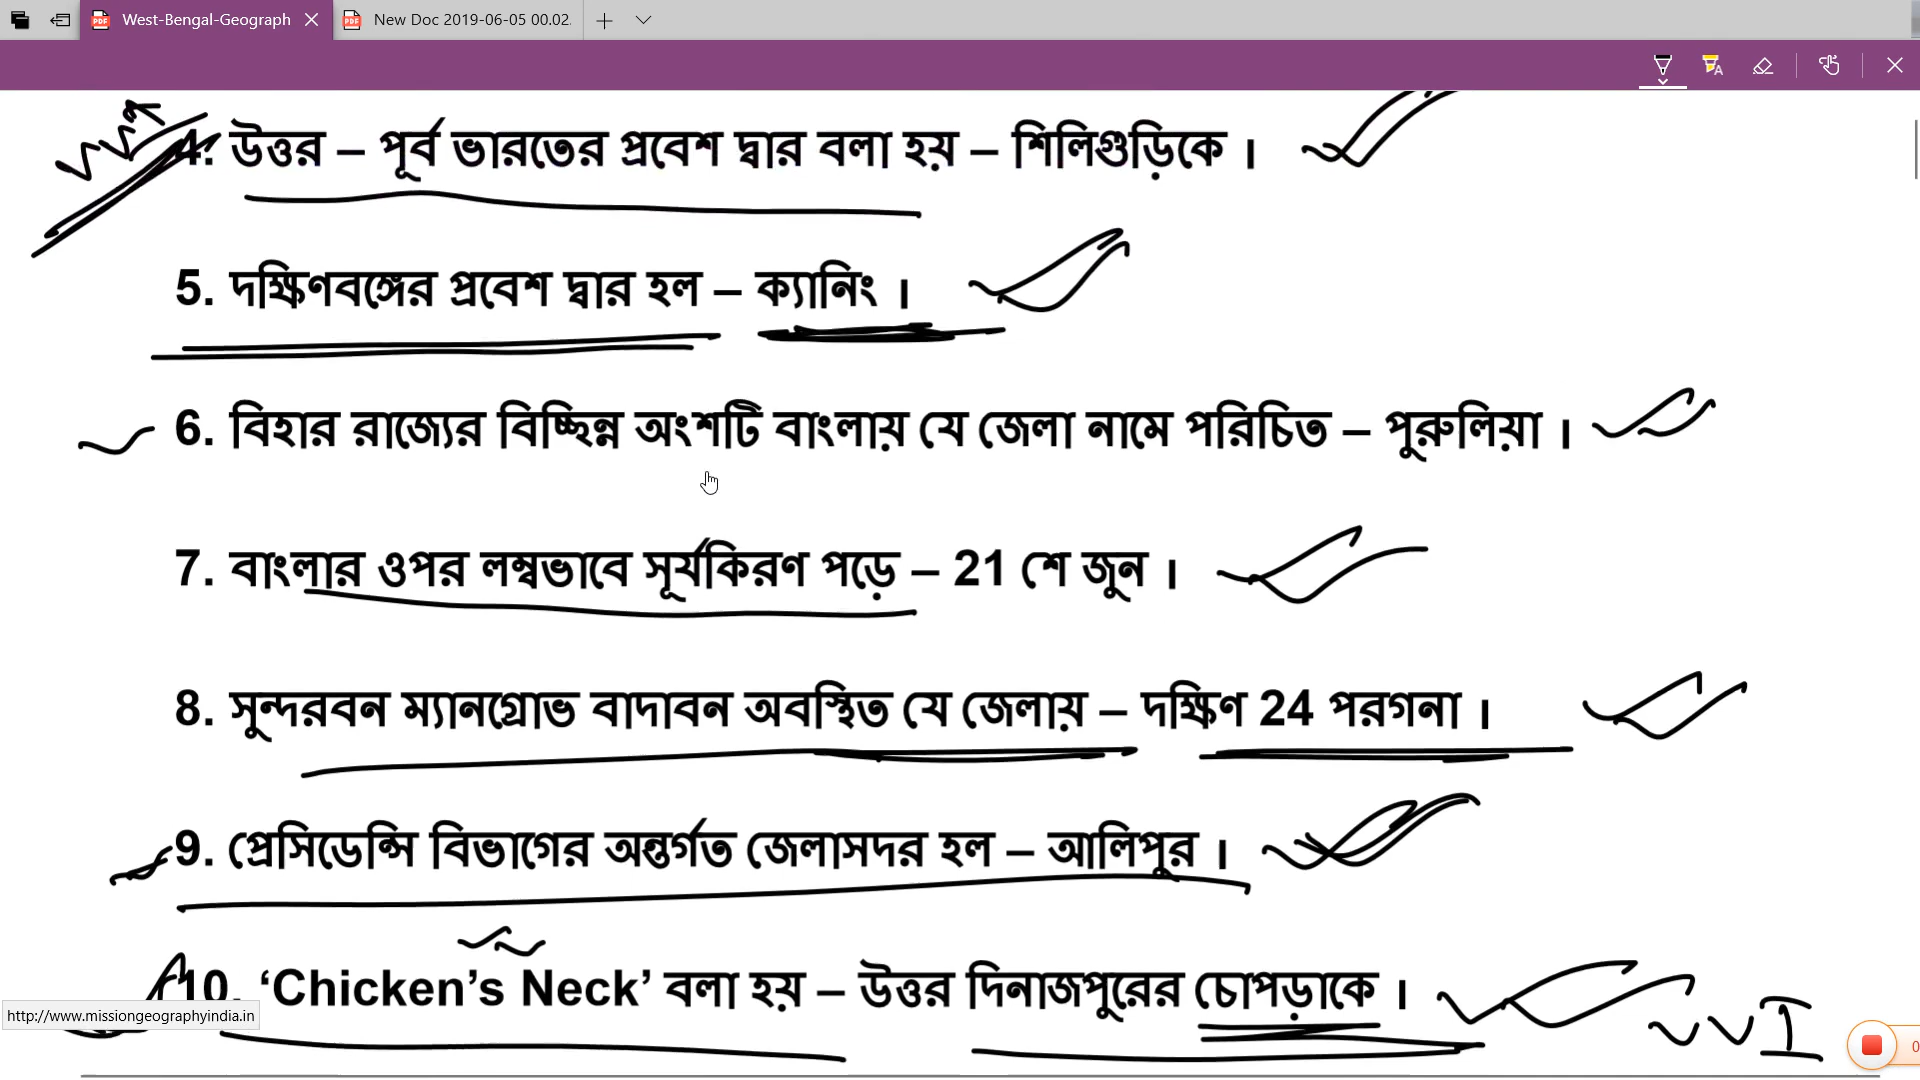 West-Bengal-Geograph
New Doc 2019-06-05 00.02.
4. উত্তর – পূর্ব ভারতের প্রবেশ দ্বার বলা হয় – শিলিগুড়িকে ।
5. দক্ষিণবঙ্গের প্রবেশ দ্বার হল – ক্যানিং ।
6. বিহার রাজ্যের বিচ্ছিন্ন অংশটি বাংলায় যে জেলা নামে পরিচিত – পুরুলিয়া ।
7. বাংলার ওপর লম্বভাবে সূর্যকিরণ পড়ে – 21 শে জুন ।
8. সুন্দরবন ম্যানগ্রোভ বাদাবন অবস্থিত যে জেলায় – দক্ষিণ 24 পরগনা ।
9. প্রেসিডেন্সি বিভাগের অন্তর্গত জেলাসদর হল – আলিপুর ।
10. ‘Chicken’s Neck’ বলা হয় – উত্তর দিনাজপুরের চোপড়াকে ।
http://www.missiongeographyindia.in
VVI
0